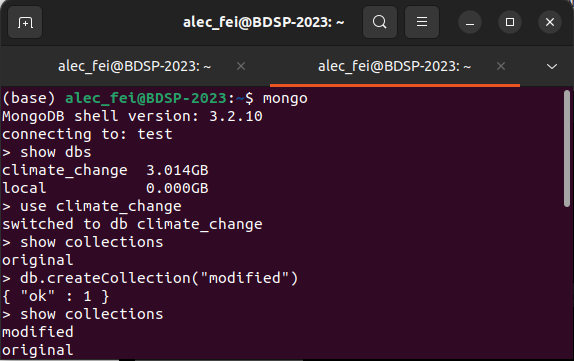 alec_fei@BDSP-2023: ~
alec_fei@BDSP-2023: ~
alec_fei@BDSP-2023: ~
(base) alec_fei@BDSP-2023:~$ mongo
MongoDB shell version: 3.2.10
connecting to: test
> show dbs
climate_change  3.014GB
local           0.000GB
> use climate_change
switched to db climate_change
> show collections
original
> db.createCollection("modified")
{ "ok" : 1 }
> show collections
modified
original